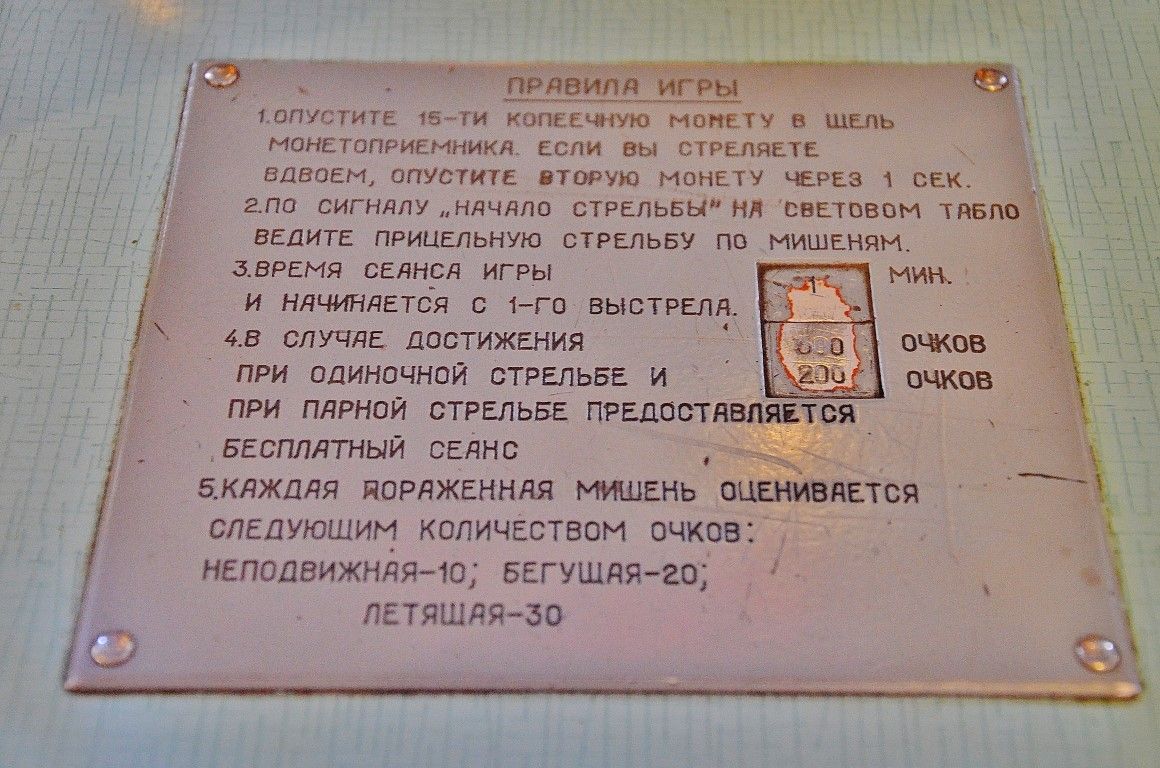 ПРАВИЛА ИГРЫ
1.ОПУСТИТЕ 15-ТИ КОПЕЕЧНУЮ МОНЕТУ В ЩЕЛЬ
МОНЕТОПРИЕМНИКА. ЕСЛИ ВЫ СТРЕЛЯЕТЕ
ВДВОЕМ, ОПУСТИТЕ ВТОРУЮ МОНЕТУ ЧЕРЕЗ 1 СЕК.
2.ПО СИГНАЛУ „НАЧАЛО СТРЕЛЬБЫ" НА СВЕТОВОМ ТАБЛО
ВЕДИТЕ ПРИЦЕЛЬНУЮ СТРЕЛЬБУ ПО МИШЕНЯМ.
3.ВРЕМЯ СЕАНСА ИГРЫ 1 МИН.
И НАЧИНАЕТСЯ С 1-ГО ВЫСТРЕЛА.
4.В СЛУЧАЕ ДОСТИЖЕНИЯ ОЧКОВ
ПРИ ОДИНОЧНОЙ СТРЕЛЬБЕ И 200 ОЧКОВ
ПРИ ПАРНОЙ СТРЕЛЬБЕ ПРЕДОСТАВЛЯЕТСЯ
БЕСПЛАТНЫЙ СЕАНС
5.КАЖДАЯ ПОРАЖЕННАЯ МИШЕНЬ ОЦЕНИВАЕТСЯ
СЛЕДУЮЩИМ КОЛИЧЕСТВОМ ОЧКОВ:
НЕПОДВИЖНАЯ-10; БЕГУЩАЯ-20;
ЛЕТЯЩАЯ-30